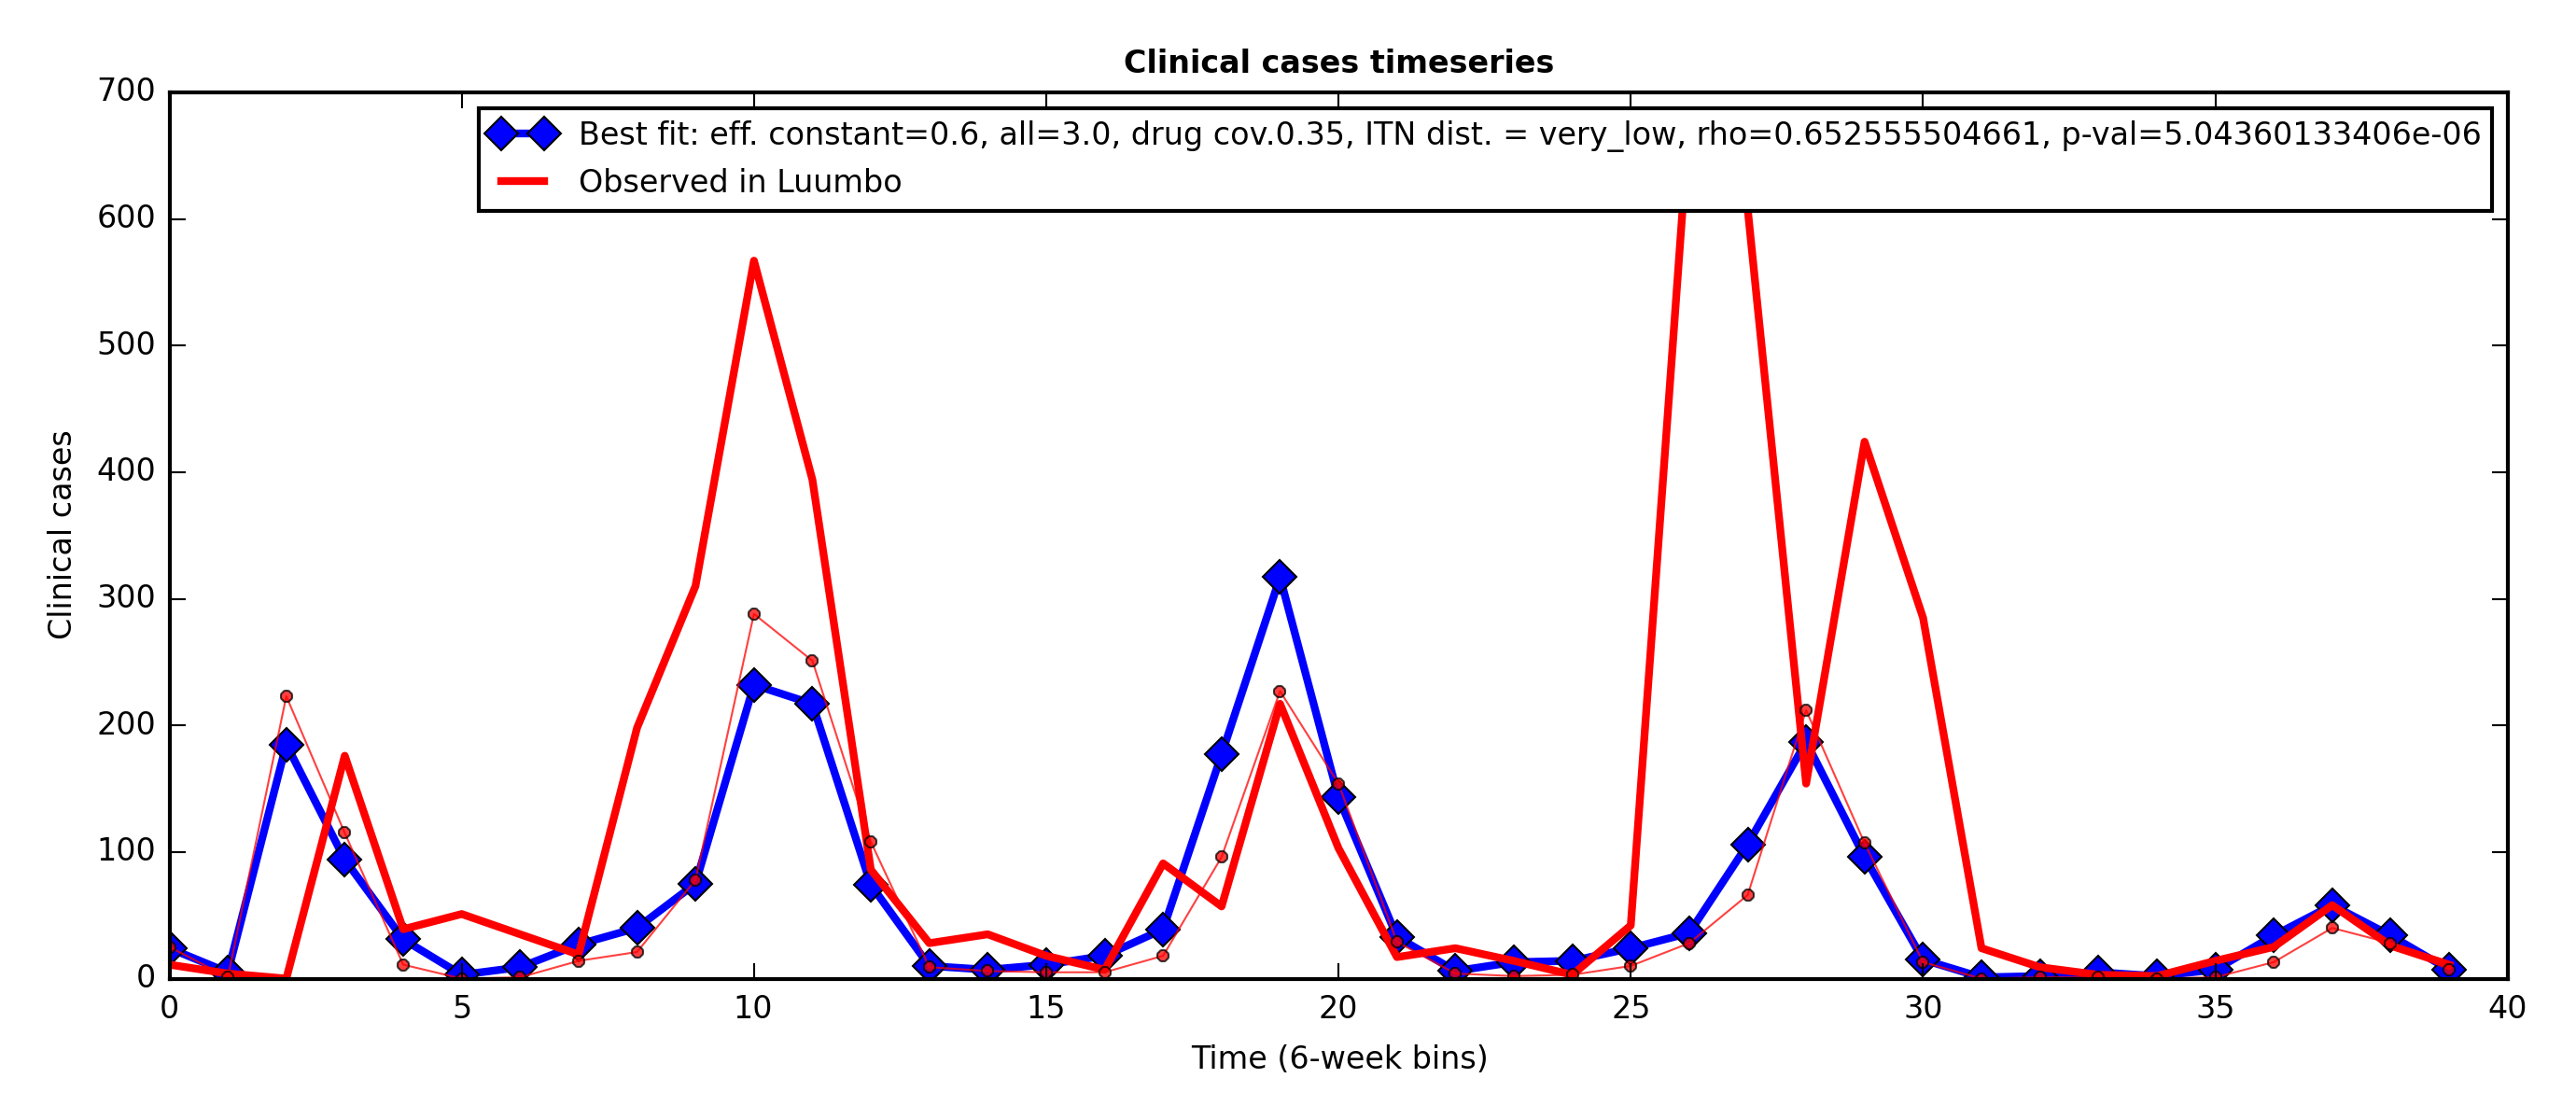 Clinical cases timeseries
700
600
500
400
300
200
100
0
Clinical cases
Best fit: eff. constant=0.6, all=3.0, drug cov.0.35, ITN dist. = very_low, rho=0.652555504661, p-val=5.04360133406e-06
Observed in Luumbo
0 5 10 15 20 25 30 35 40
Time (6-week bins)